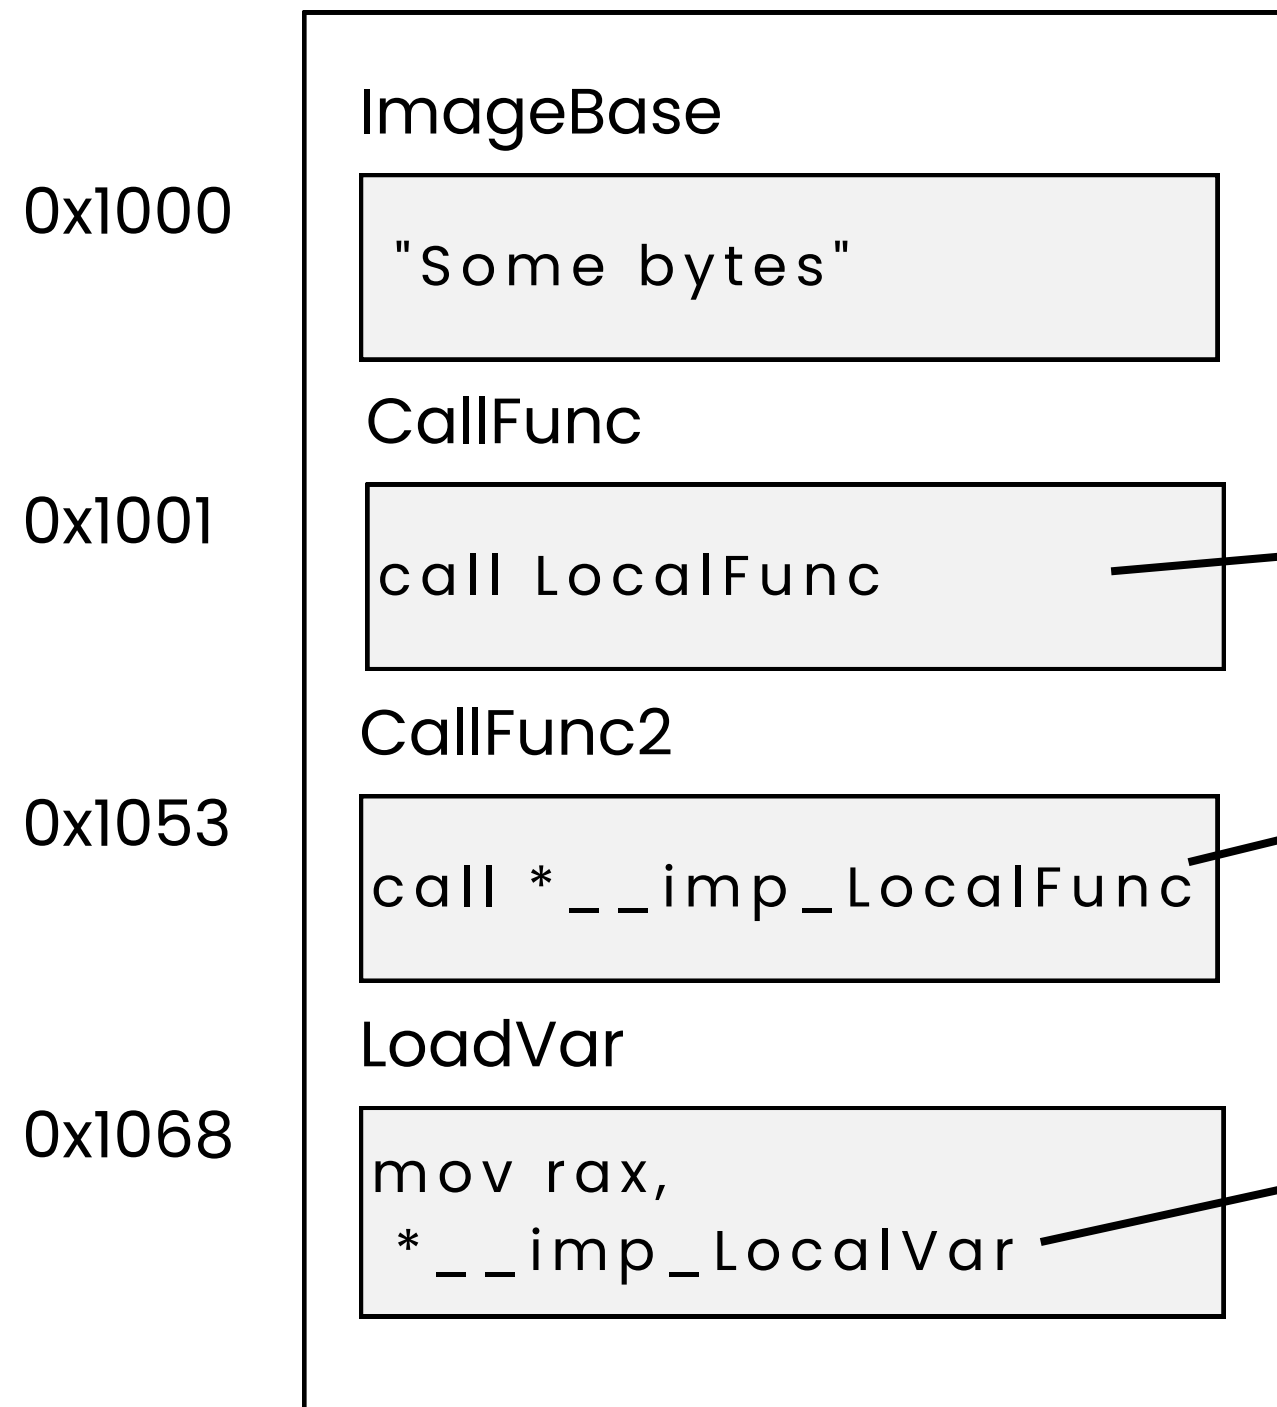 ImageBase
0x1000
"Some bytes"
CallFunc
0x1001
call LocalFunc
CallFunc2
0x1053
call *__imp_LocalFunc
LoadVar
0x1068
mov rax,
*__imp_LocalVar